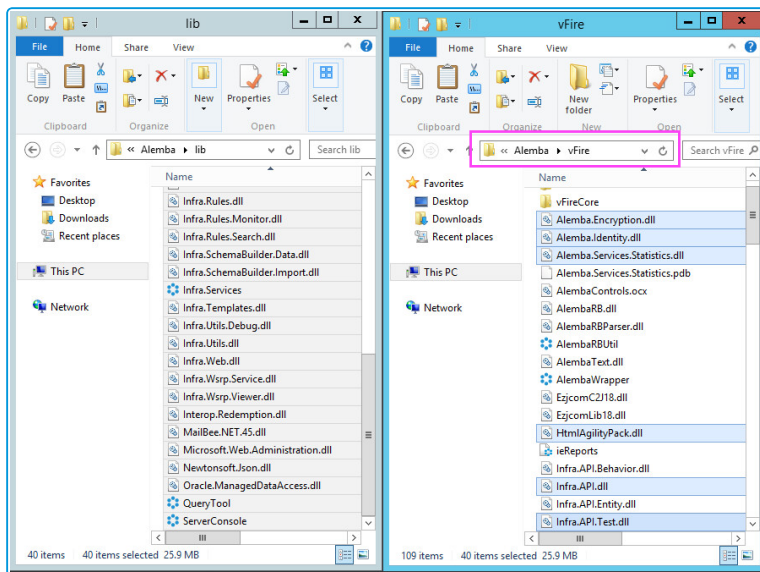 lib
File Home Share View
Copy Paste New Properties Select
Clipboard Organize Open
« Alemba ▸ lib
Search lib
Favorites
Desktop
Downloads
Recent places
This PC
Network
Name
Infra.Rules.dll
Infra.Rules.Monitor.dll
Infra.Rules.Search.dll
Infra.SchemaBuilder.Data.dll
Infra.SchemaBuilder.Import.dll
Infra.Services
Infra.Templates.dll
Infra.Utils.Debug.dll
Infra.Utils.dll
Infra.Web.dll
Infra.Wsrp.Service.dll
Infra.Wsrp.Viewer.dll
Interop.Redemption.dll
MailBee.NET.45.dll
Microsoft.Web.Administration.dll
Newtonsoft.Json.dll
Oracle.ManagedDataAccess.dll
QueryTool
ServerConsole
40 items 40 items selected 25.9 MB
vFire
File Home Share View
Copy Paste New folder Properties Select
Clipboard Organize New Open
« Alemba ▸ vFire
Search vFire
Favorites
Desktop
Downloads
Recent places
This PC
Network
Name
vFireCore
Alemba.Encryption.dll
Alemba.Identity.dll
Alemba.Services.Statistics.dll
Alemba.Services.Statistics.pdb
AlembaControls.ocx
AlembaRB.dll
AlembaRBParser.dll
AlembaRBUtil
AlembaText.dll
AlembaWrapper
EzjcomC2J18.dll
EzjcomLib18.dll
HtmlAgilityPack.dll
ieReports
Infra.API.Behavior.dll
Infra.API.dll
Infra.API.Entity.dll
Infra.API.Test.dll
109 items 40 items selected 25.9 MB